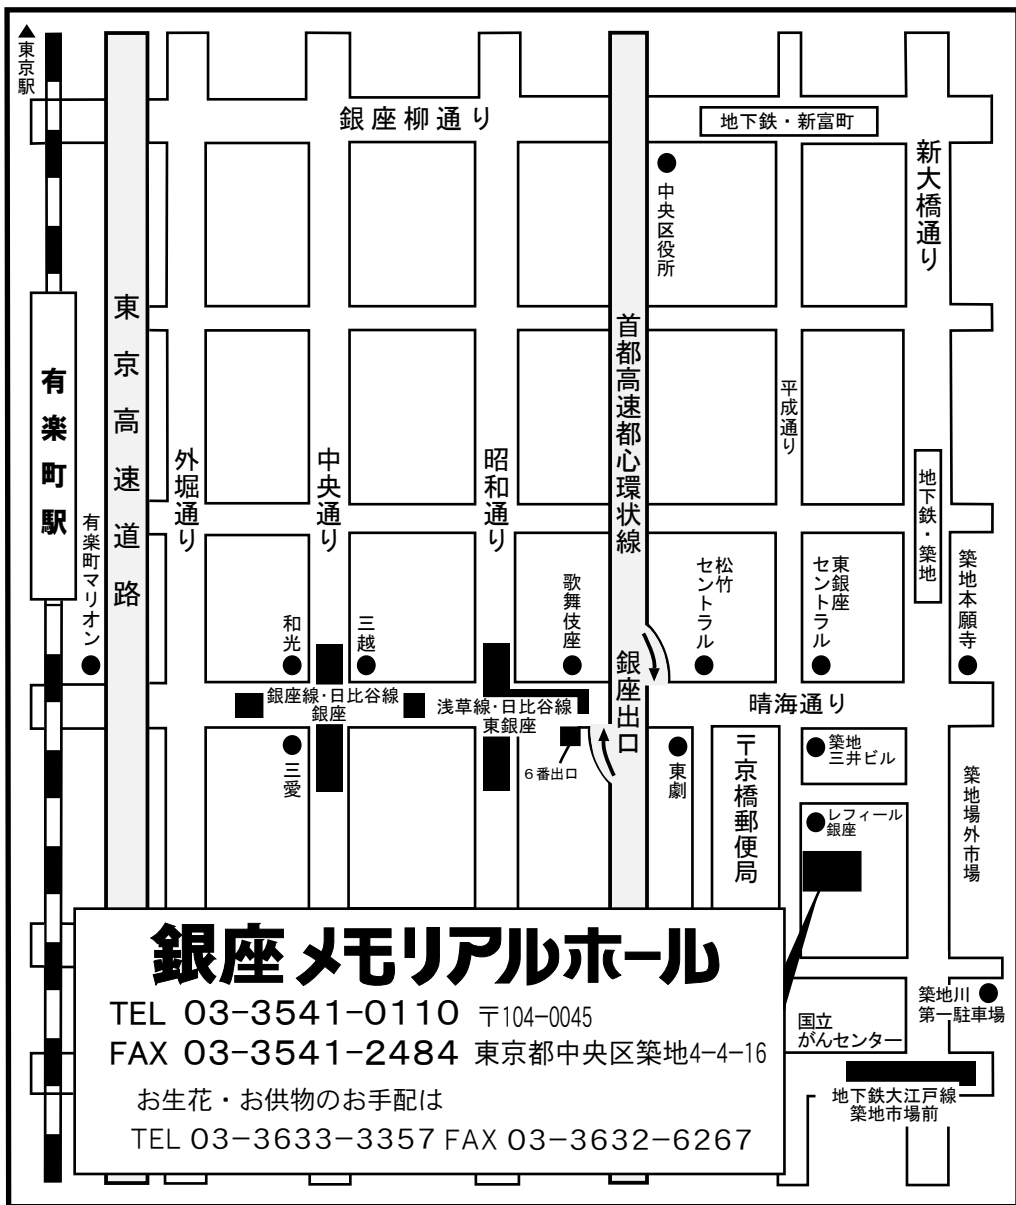 ▲東京駅
銀座柳通り
地下鉄・新富町
新大橋通り
中央区役所
東京高速道路
首都高速都心環状線
有楽町駅
平成通り
外堀通り
中央通り
昭和通り
地下鉄・築地
有楽町マリオン
築地本願寺
和光
三越
歌舞伎座
松竹
セントラル
東銀座
セントラル
銀座出口
銀座線・日比谷線
銀座
浅草線・日比谷線
東銀座
晴海通り
6番出口
三愛
東劇
〒京橋郵便局
築地
三井ビル
築地場外市場
レフィール
銀座
銀座メモリアルホール
TEL 03-3541-0110 〒104-0045
FAX 03-3541-2484 東京都中央区築地4-4-16
お生花・お供物のお手配は
TEL 03-3633-3357 FAX 03-3632-6267
築地川
第一駐車場
国立
がんセンター
地下鉄大江戸線
築地市場前